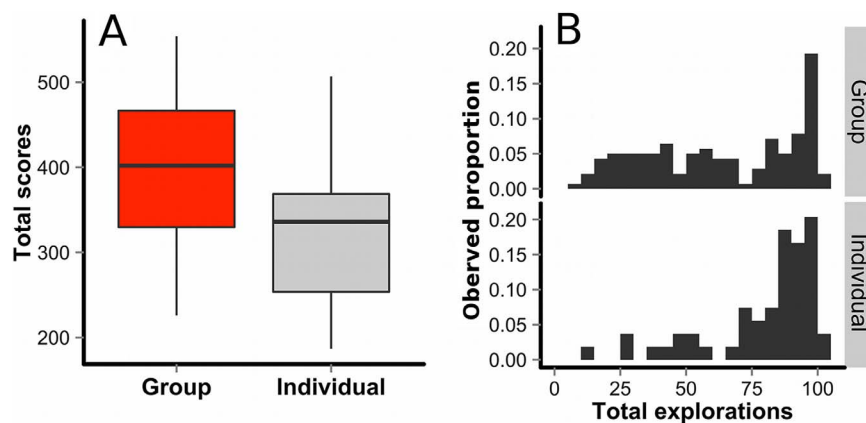 A
B
Total scores
500
400
300
200
Group
Individual
Oberved proportion
0.20
0.15
0.10
0.05
0.00
Group
0.20
0.15
0.10
0.05
0.00
Individual
0
25
50
75
100
Total explorations